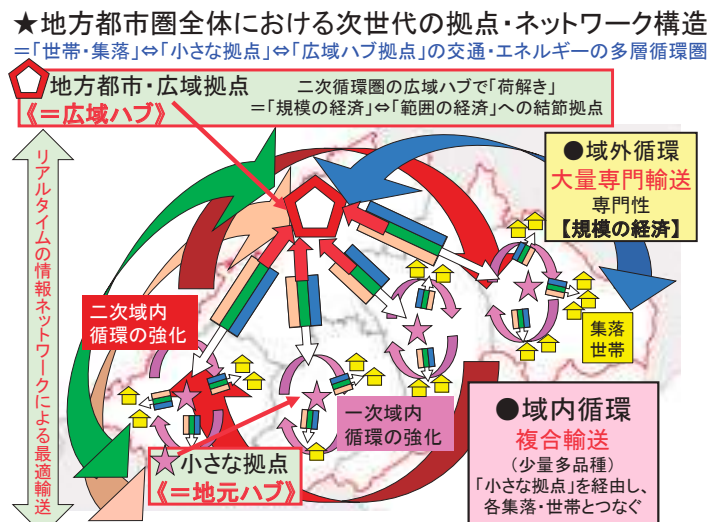 ★地方都市圏全体における次世代の拠点・ネットワーク構造
=「世帯・集落」⇔「小さな拠点」⇔「広域ハブ拠点」の交通・エネルギーの多層循環圏
地方都市・広域拠点
《＝広域ハブ》
二次循環圏の広域ハブで「荷解き」
=「規模の経済」⇔「範囲の経済」への結節拠点
リアルタイムの情報ネットワークによる最適輸送
●域外循環
大量専門輸送
専門性
【規模の経済】
二次域内
循環の強化
集落
世帯
一次域内
循環の強化
小さな拠点
《＝地元ハブ》
●域内循環
複合輸送
(少量多品種)
「小さな拠点」を経由し、
各集落・世帯とつなぐ